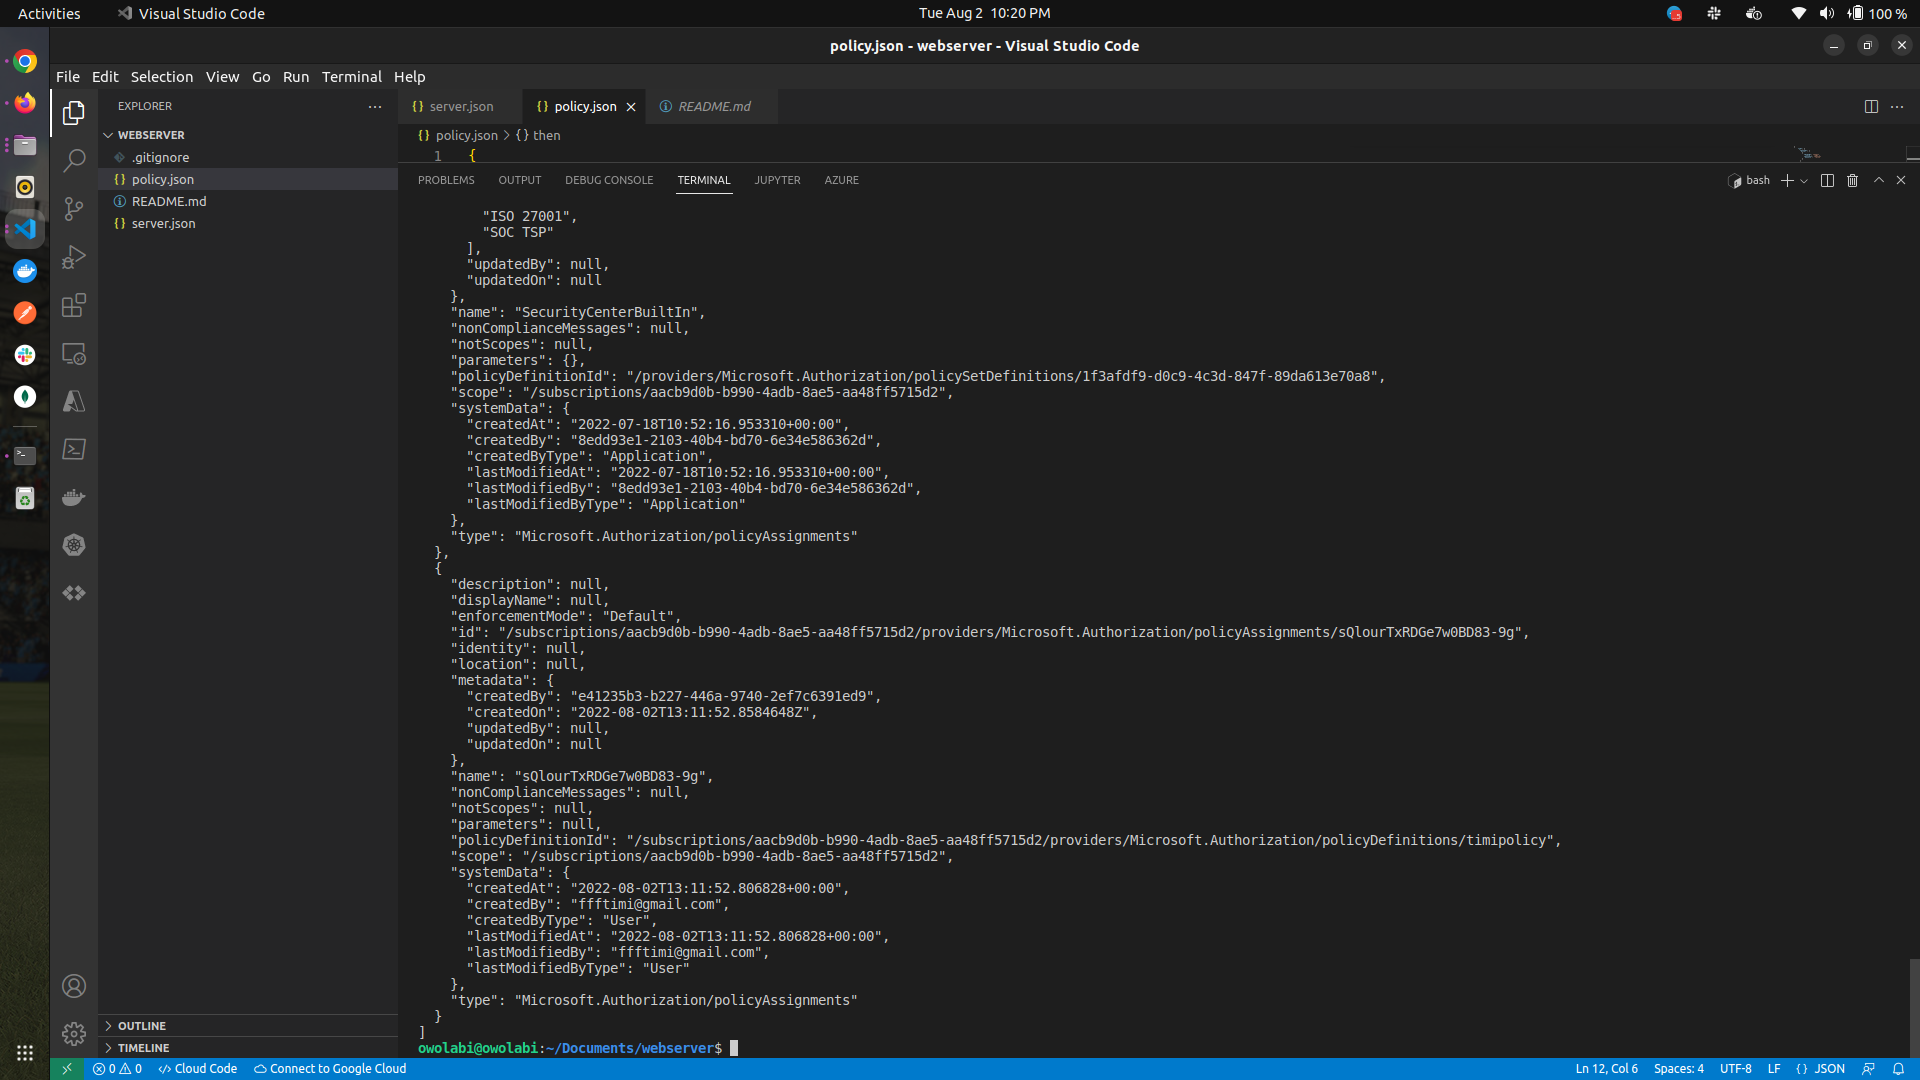 Activities
Visual Studio Code
Tue Aug 2 10:20 PM
100 %
policy.json - webserver - Visual Studio Code
File Edit Selection View Go Run Terminal Help
EXPLORER
WEBSERVER
.gitignore
{} policy.json
README.md
{} server.json
OUTLINE
TIMELINE
{} server.json
{} policy.json
README.md
{} policy.json > {} then
1 {
PROBLEMS OUTPUT DEBUG CONSOLE TERMINAL JUPYTER AZURE
bash
"ISO 27001",
"SOC TSP"
],
"updatedBy": null,
"updatedOn": null
},
"name": "SecurityCenterBuiltIn",
"nonComplianceMessages": null,
"notScopes": null,
"parameters": {},
"policyDefinitionId": "/providers/Microsoft.Authorization/policySetDefinitions/1f3afdf9-d0c9-4c3d-847f-89da613e70a8",
"scope": "/subscriptions/aacb9d0b-b990-4adb-8ae5-aa48ff5715d2",
"systemData": {
"createdAt": "2022-07-18T10:52:16.953310+00:00",
"createdBy": "8edd93e1-2103-40b4-bd70-6e34e586362d",
"createdByType": "Application",
"lastModifiedAt": "2022-07-18T10:52:16.953310+00:00",
"lastModifiedBy": "8edd93e1-2103-40b4-bd70-6e34e586362d",
"lastModifiedByType": "Application"
},
"type": "Microsoft.Authorization/policyAssignments"
},
{
"description": null,
"displayName": null,
"enforcementMode": "Default",
"id": "/subscriptions/aacb9d0b-b990-4adb-8ae5-aa48ff5715d2/providers/Microsoft.Authorization/policyAssignments/sQlourTxRDGe7w0BD83-9g",
"identity": null,
"location": null,
"metadata": {
"createdBy": "e41235b3-b227-446a-9740-2ef7c6391ed9",
"createdOn": "2022-08-02T13:11:52.8584648Z",
"updatedBy": null,
"updatedOn": null
},
"name": "sQlourTxRDGe7w0BD83-9g",
"nonComplianceMessages": null,
"notScopes": null,
"parameters": null,
"policyDefinitionId": "/subscriptions/aacb9d0b-b990-4adb-8ae5-aa48ff5715d2/providers/Microsoft.Authorization/policyDefinitions/timipolicy",
"scope": "/subscriptions/aacb9d0b-b990-4adb-8ae5-aa48ff5715d2",
"systemData": {
"createdAt": "2022-08-02T13:11:52.806828+00:00",
"createdBy": "ffftimi@gmail.com",
"createdByType": "User",
"lastModifiedAt": "2022-08-02T13:11:52.806828+00:00",
"lastModifiedBy": "ffftimi@gmail.com",
"lastModifiedByType": "User"
},
"type": "Microsoft.Authorization/policyAssignments"
}
]
owolabi@owolabi:~/Documents/webserver$
0 0 Cloud Code Connect to Google Cloud
Ln 12, Col 6 Spaces: 4 UTF-8 LF {} JSON